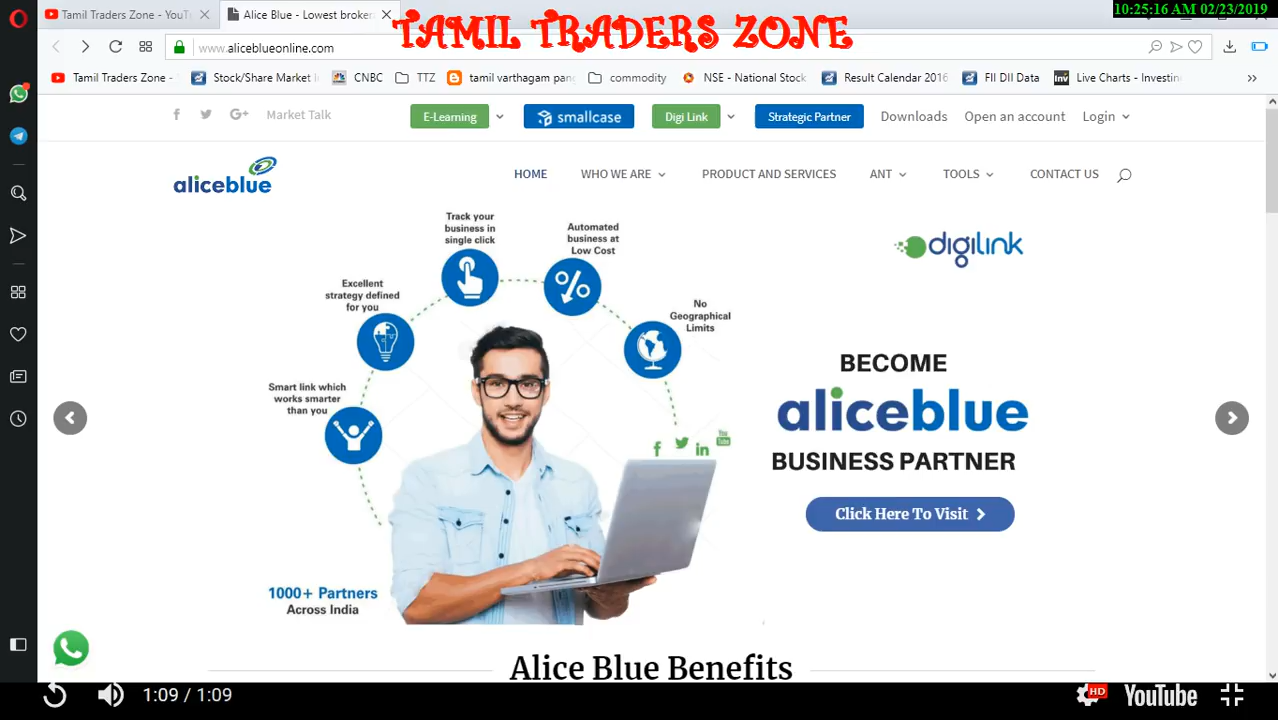 10:25:16 AM 02/23/2019
Tamil Traders Zone - YouT
Alice Blue - Lowest broker
TAMIL TRADERS ZONE
www.aliceblueonline.com
Tamil Traders Zone -
Stock/Share Market I
CNBC
TTZ
tamil varthagam pan
commodity
NSE - National Stock
Result Calendar 2016
FII DII Data
Inv
Live Charts - Investin
Market Talk
E-Learning
smallcase
Digi Link
Strategic Partner
Downloads
Open an account
Login
aliceblue
HOME
WHO WE ARE
PRODUCT AND SERVICES
ANT
TOOLS
CONTACT US
Track your
business in
single click
Automated
business at
Low Cost
Excellent
strategy defined
for you
No
Geographical
Limits
Smart link which
works smarter
than you
You
Tube
digilink
BECOME
aliceblue
BUSINESS PARTNER
Click Here To Visit
1000+ Partners
Across India
Alice Blue Benefits
1:09 / 1:09
HD
YouTube